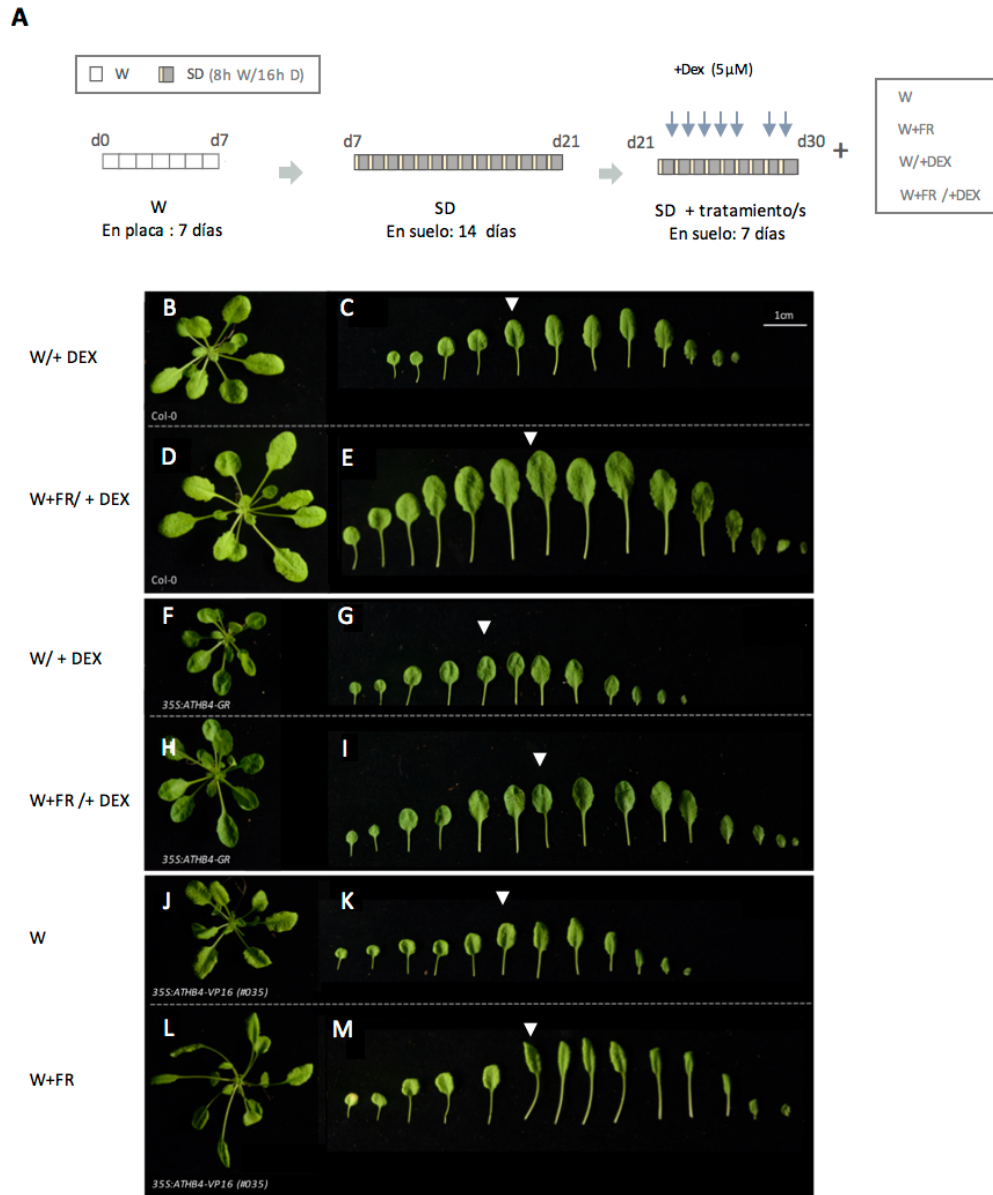 A
W
SD (8h W/16h D)
+Dex (5µM)
d0
d7
d7
d21
d21
d30
+
W
W+FR
W/+DEX
W+FR /+DEX
W
En placa : 7 días
SD
En suelo: 14 días
SD + tratamiento/s
En suelo: 7 días
B
C
1cm
W/+ DEX
Col-0
D
E
W+FR/ + DEX
Col-0
F
G
W/ + DEX
35S:ATHB4-GR
H
I
W+FR /+ DEX
35S:ATHB4-GR
J
K
W
35S:ATHB4-VP16 (#035)
L
M
W+FR
35S:ATHB4-VP16 (#035)